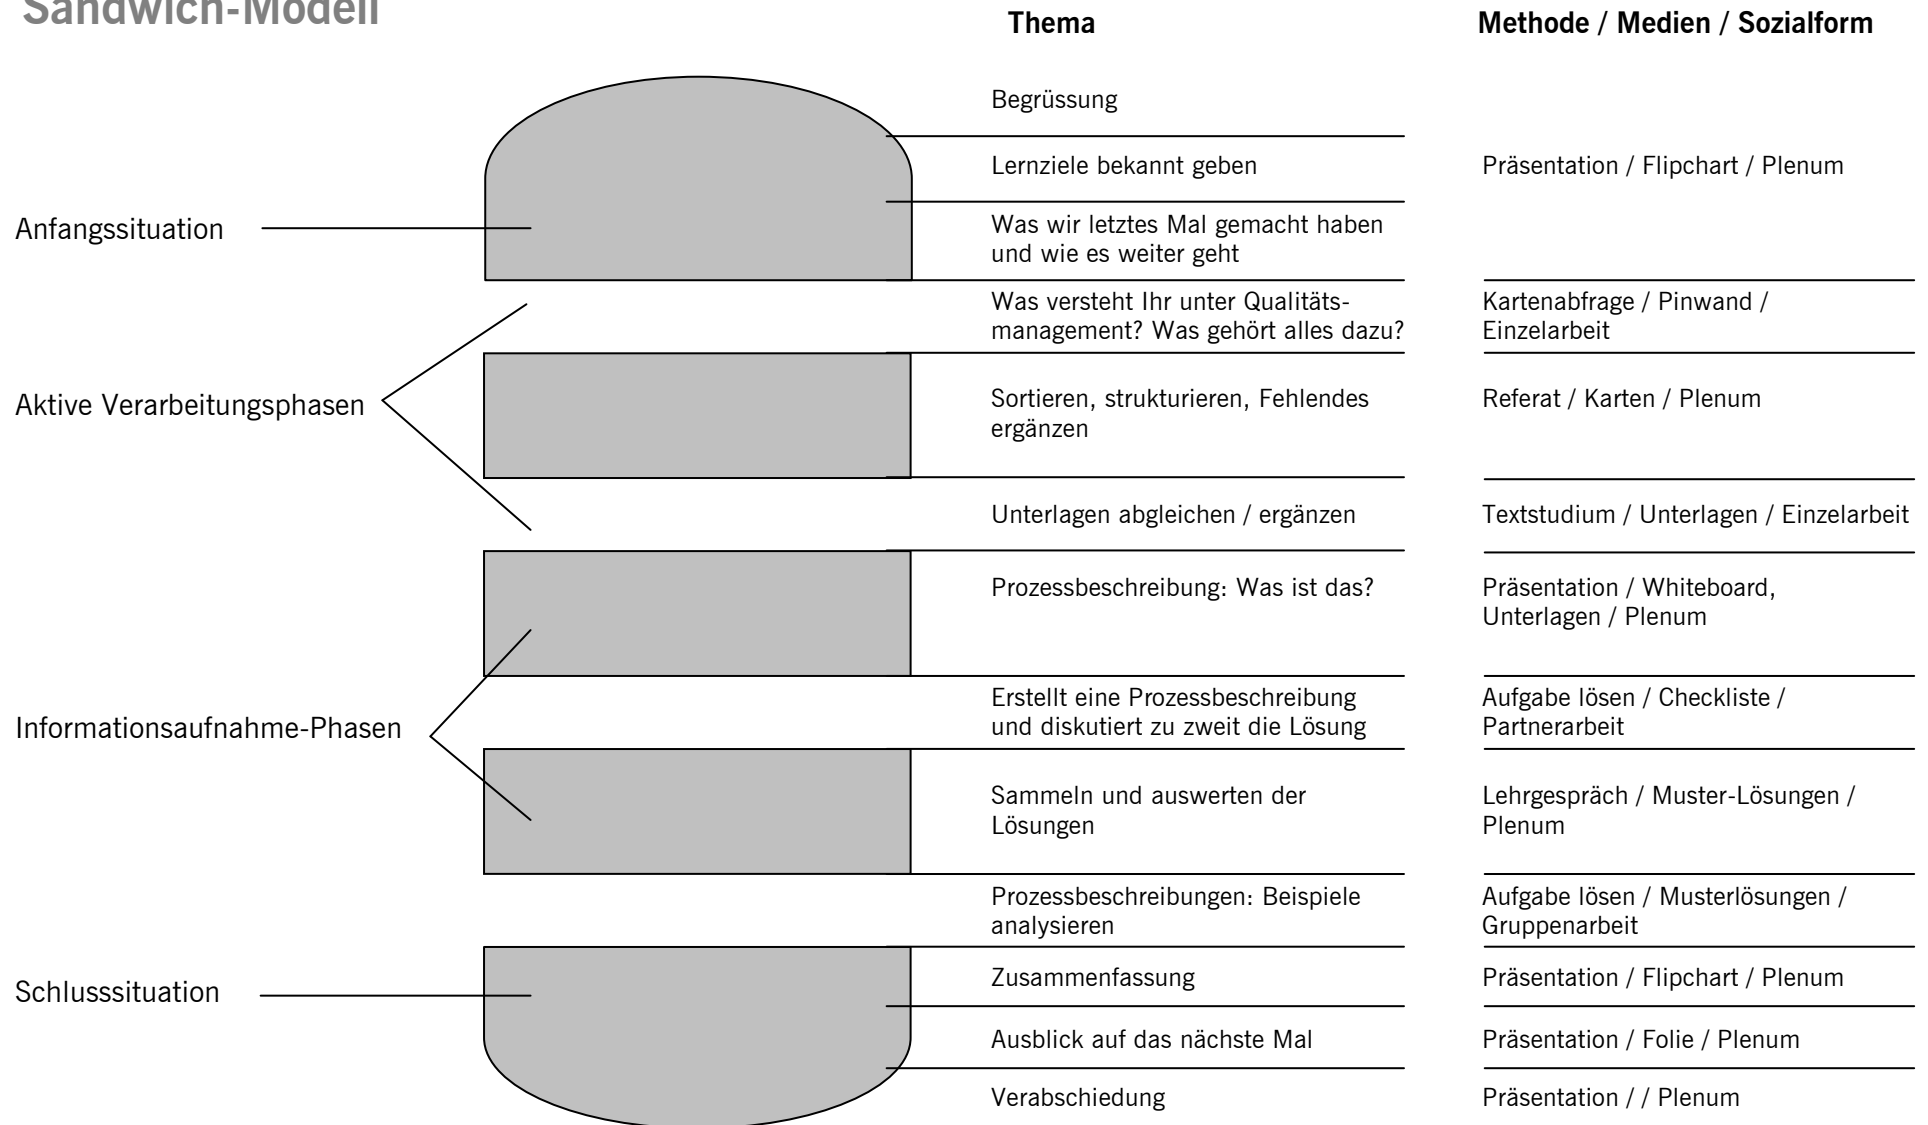 Sandwich-Modell
Thema
Methode / Medien / Sozialform
Begrüssung
Lernziele bekannt geben
Präsentation / Flipchart / Plenum
Anfangssituation
Was wir letztes Mal gemacht haben
und wie es weiter geht
Was versteht Ihr unter Qualitäts-
management? Was gehört alles dazu?
Kartenabfrage / Pinwand /
Einzelarbeit
Aktive Verarbeitungsphasen
Sortieren, strukturieren, Fehlendes
ergänzen
Referat / Karten / Plenum
Unterlagen abgleichen / ergänzen
Textstudium / Unterlagen / Einzelarbeit
Prozessbeschreibung: Was ist das?
Präsentation / Whiteboard,
Unterlagen / Plenum
Informationsaufnahme-Phasen
Erstellt eine Prozessbeschreibung
und diskutiert zu zweit die Lösung
Aufgabe lösen / Checkliste /
Partnerarbeit
Sammeln und auswerten der
Lösungen
Lehrgespräch / Muster-Lösungen /
Plenum
Prozessbeschreibungen: Beispiele
analysieren
Aufgabe lösen / Musterlösungen /
Gruppenarbeit
Schlusssituation
Zusammenfassung
Präsentation / Flipchart / Plenum
Ausblick auf das nächste Mal
Präsentation / Folie / Plenum
Verabschiedung
Präsentation / / Plenum